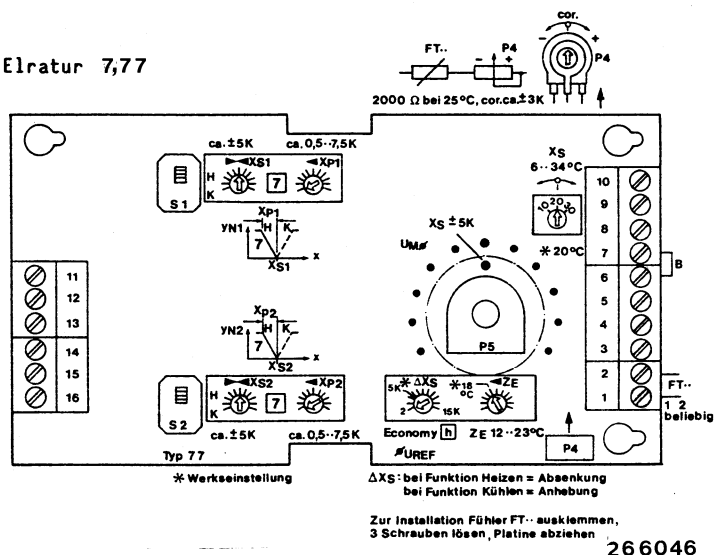 Elratur 7,77
cor.
- +
FT··
- P4 +
P4
2000 Ω bei 25°C, cor.ca.±3K
ca.±5K ca.0,5··7,5K
XS1 XP1
H
K
7
S1
XP1
yN1 H K
7
XS1 x
XS
6··34°C
10 20 30
* 20°C
XS ±5K
UM
P5
10
9
8
7
6
5
4
3
2
1
B
FT··
1 2
beliebig
11
12
13
14
15
16
XP2
yN2 H K
7
XS2 x
XS2 XP2
H
K
7
S2
ca.±5K ca.0,5··7,5K
* ΔXS
5K
2 15K
*18 °C
ZE
Economy h ZE 12··23°C
UREF
P4
Typ 77
* Werkseinstellung
ΔXS: bei Funktion Heizen = Absenkung
bei Funktion Kühlen = Anhebung
Zur Installation Fühler FT·· ausklemmen,
3 Schrauben lösen, Platine abziehen
266046